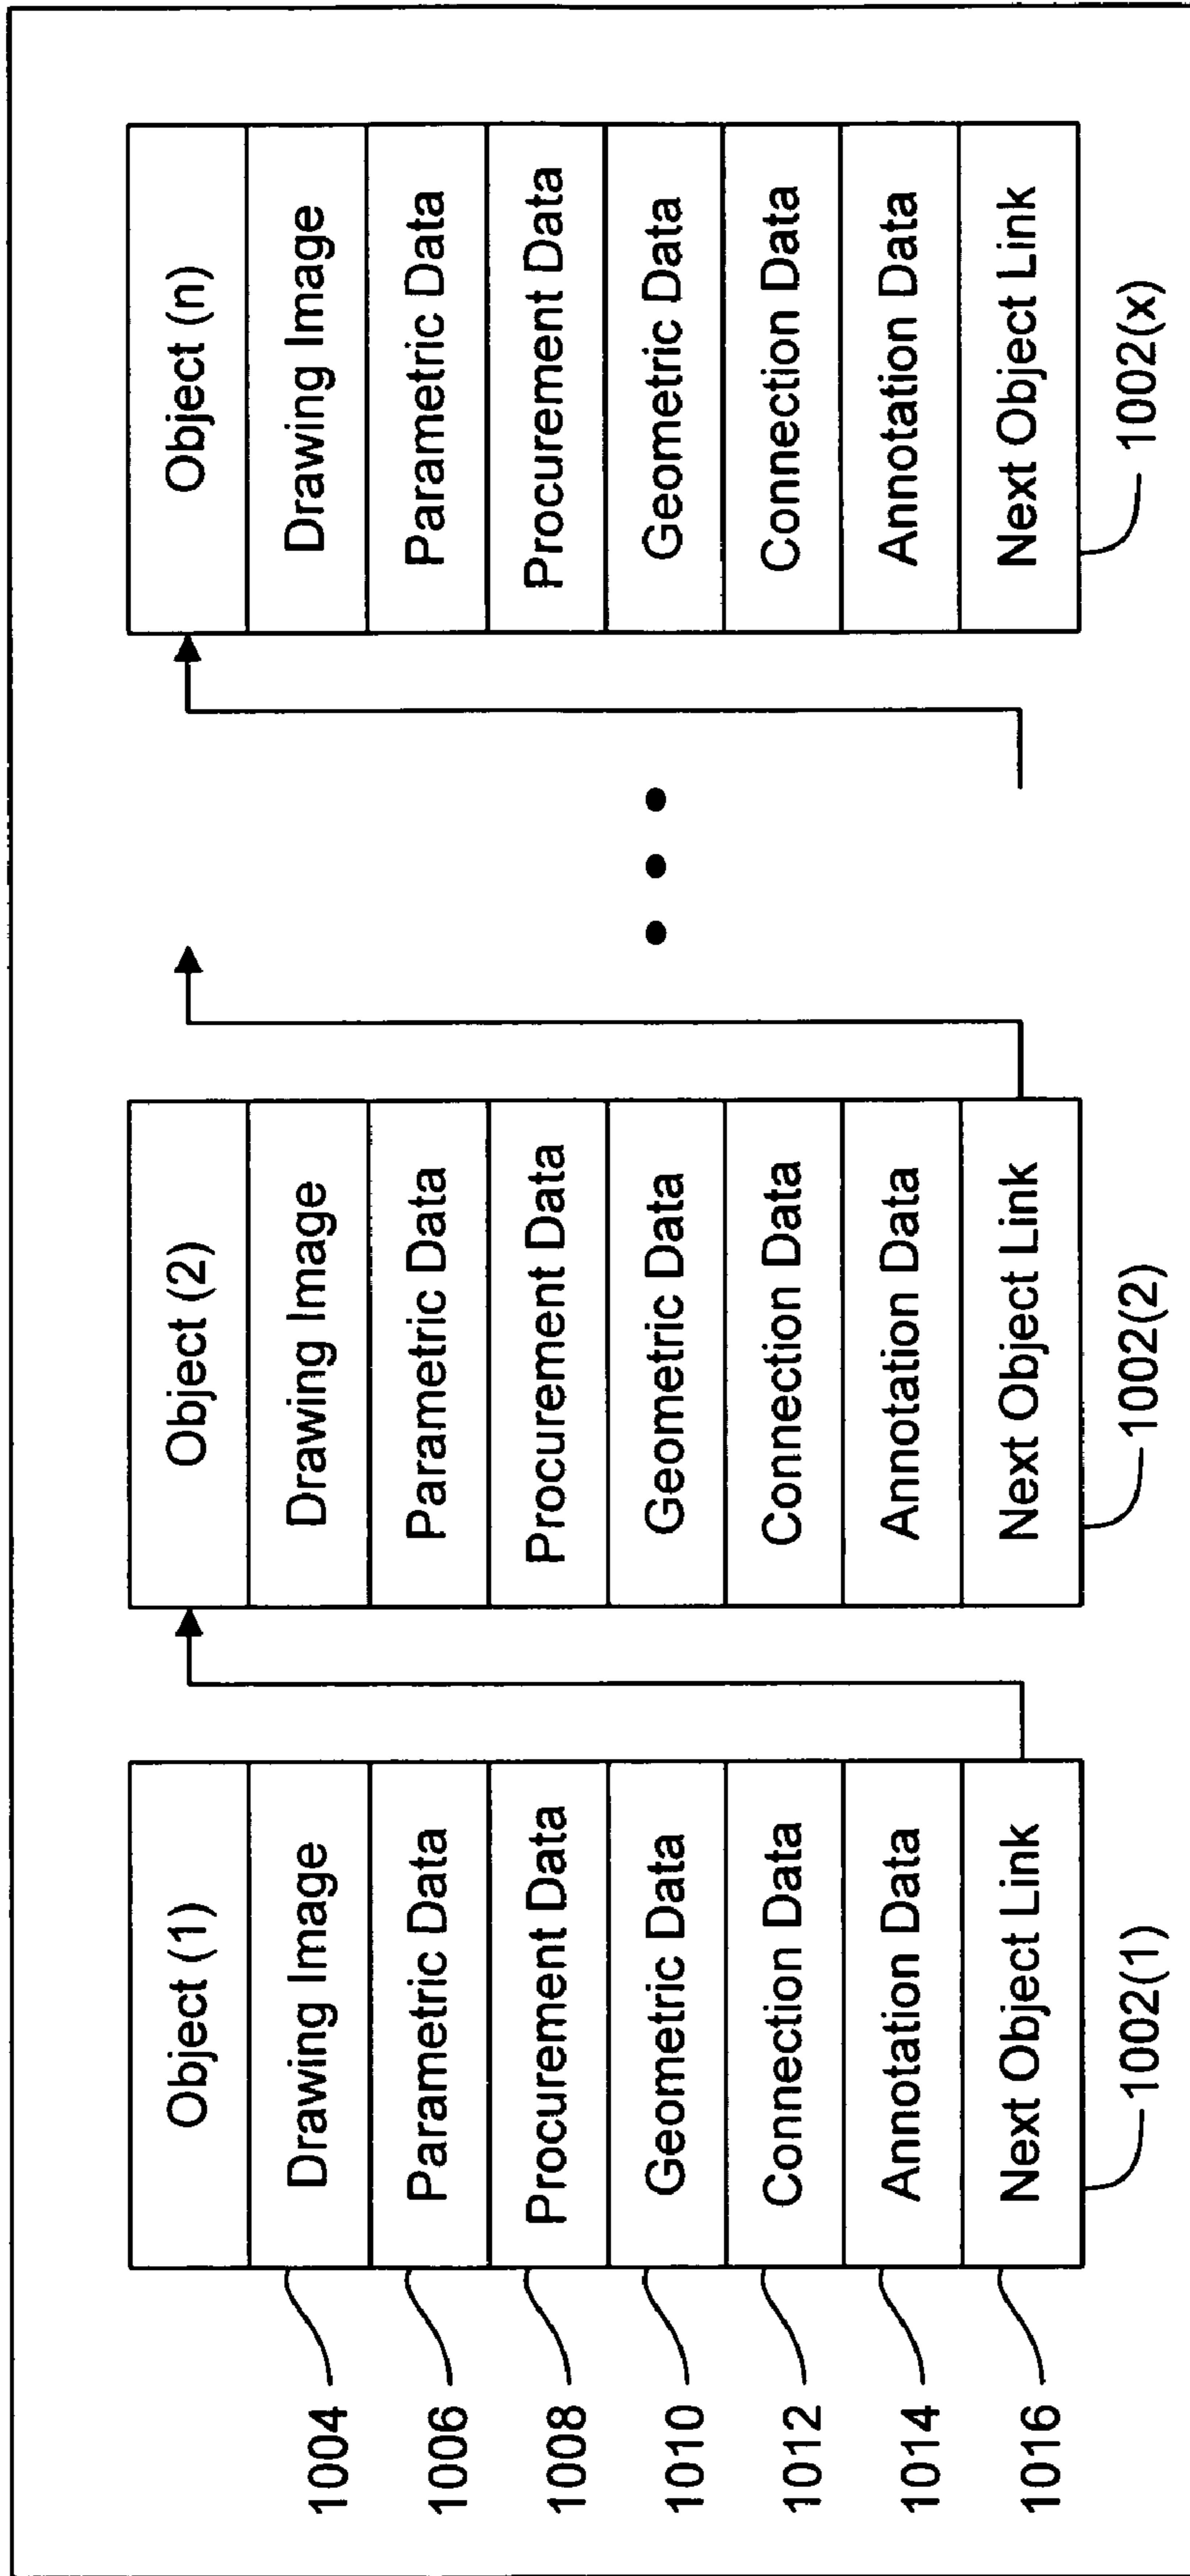 Object (1)
Drawing Image
Parametric Data
Procurement Data
Geometric Data
Connection Data
Annotation Data
Next Object Link
1004
1006
1008
1010
1012
1014
1016
1002(1)
Object (2)
Drawing Image
Parametric Data
Procurement Data
Geometric Data
Connection Data
Annotation Data
Next Object Link
1002(2)
Object (n)
Drawing Image
Parametric Data
Procurement Data
Geometric Data
Connection Data
Annotation Data
Next Object Link
1002(x)